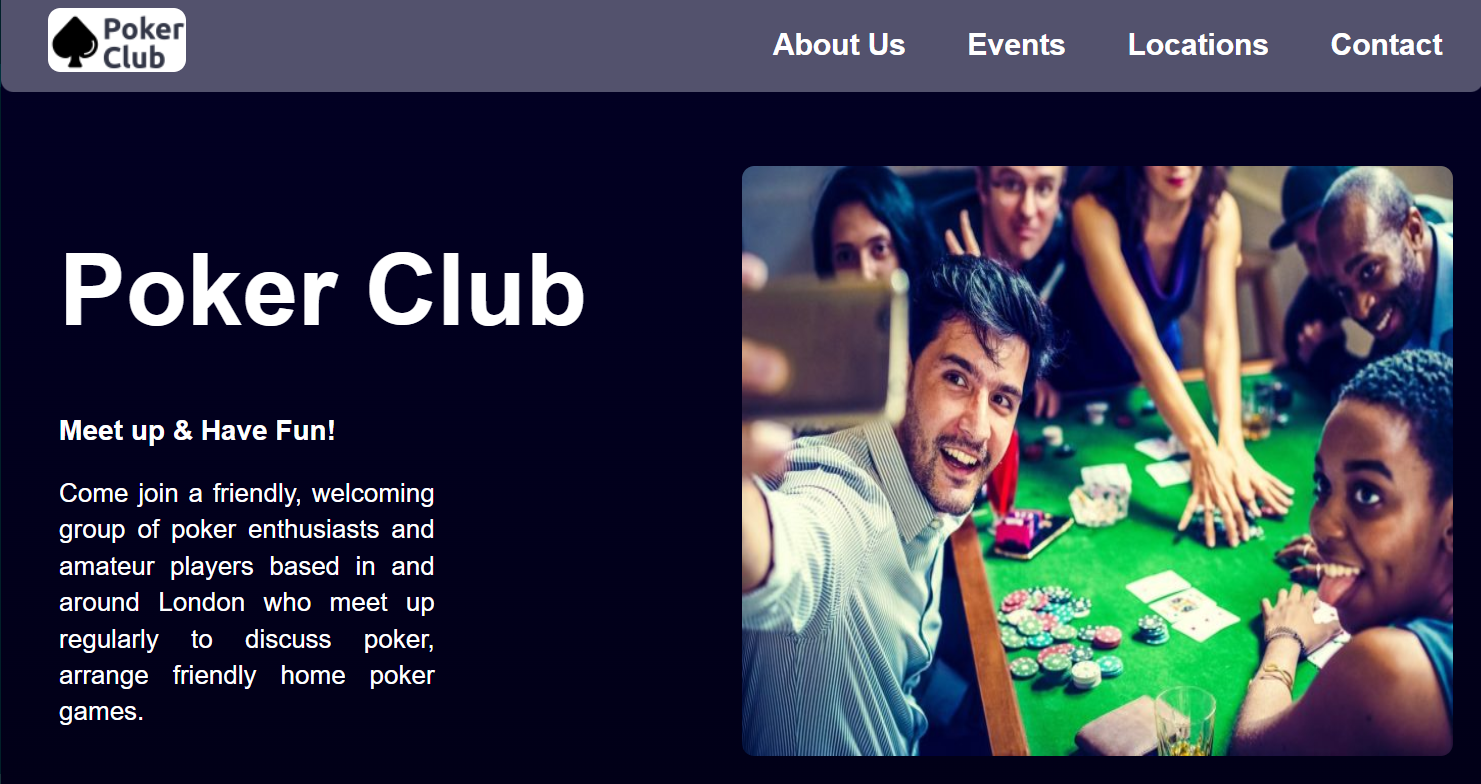 Poker
Club
About Us Events Locations Contact
Poker Club
Meet up & Have Fun!
Come join a friendly, welcoming
group of poker enthusiasts and
amateur players based in and
around London who meet up
regularly to discuss poker,
arrange friendly home poker
games.